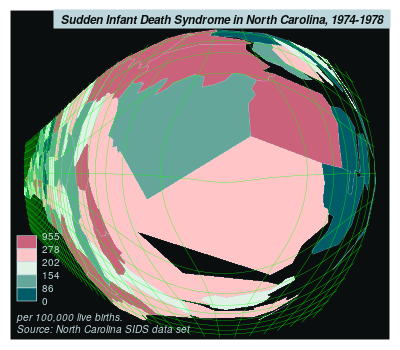 Sudden Infant Death Syndrome in North Carolina, 1974-1978
955
278
202
154
86
0
per 100,000 live births.
Source: North Carolina SIDS data set